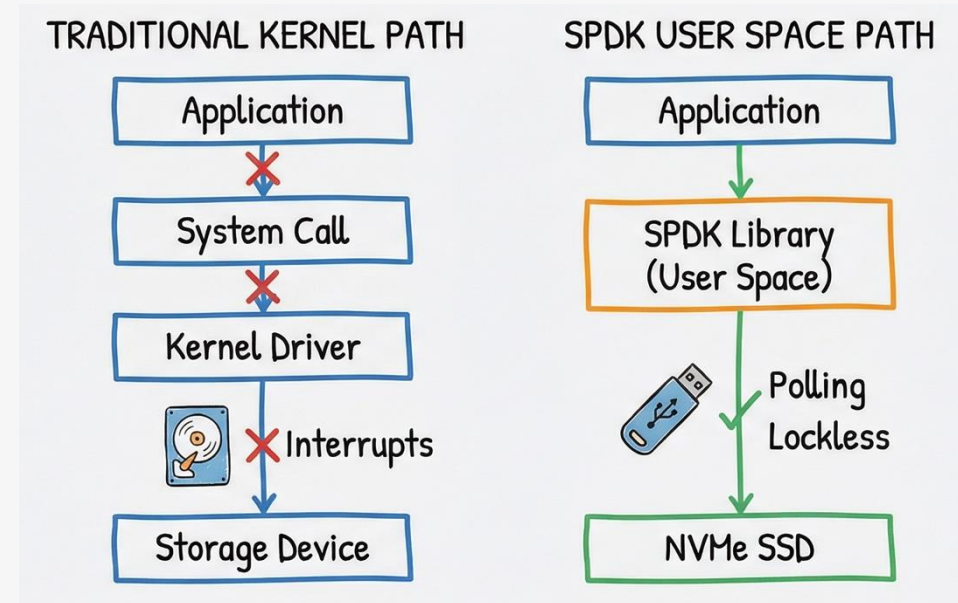 TRADITIONAL KERNEL PATH
Application
System Call
Kernel Driver
Interrupts
Storage Device
SPDK USER SPACE PATH
Application
SPDK Library
(User Space)
Polling
Lockless
NVMe SSD